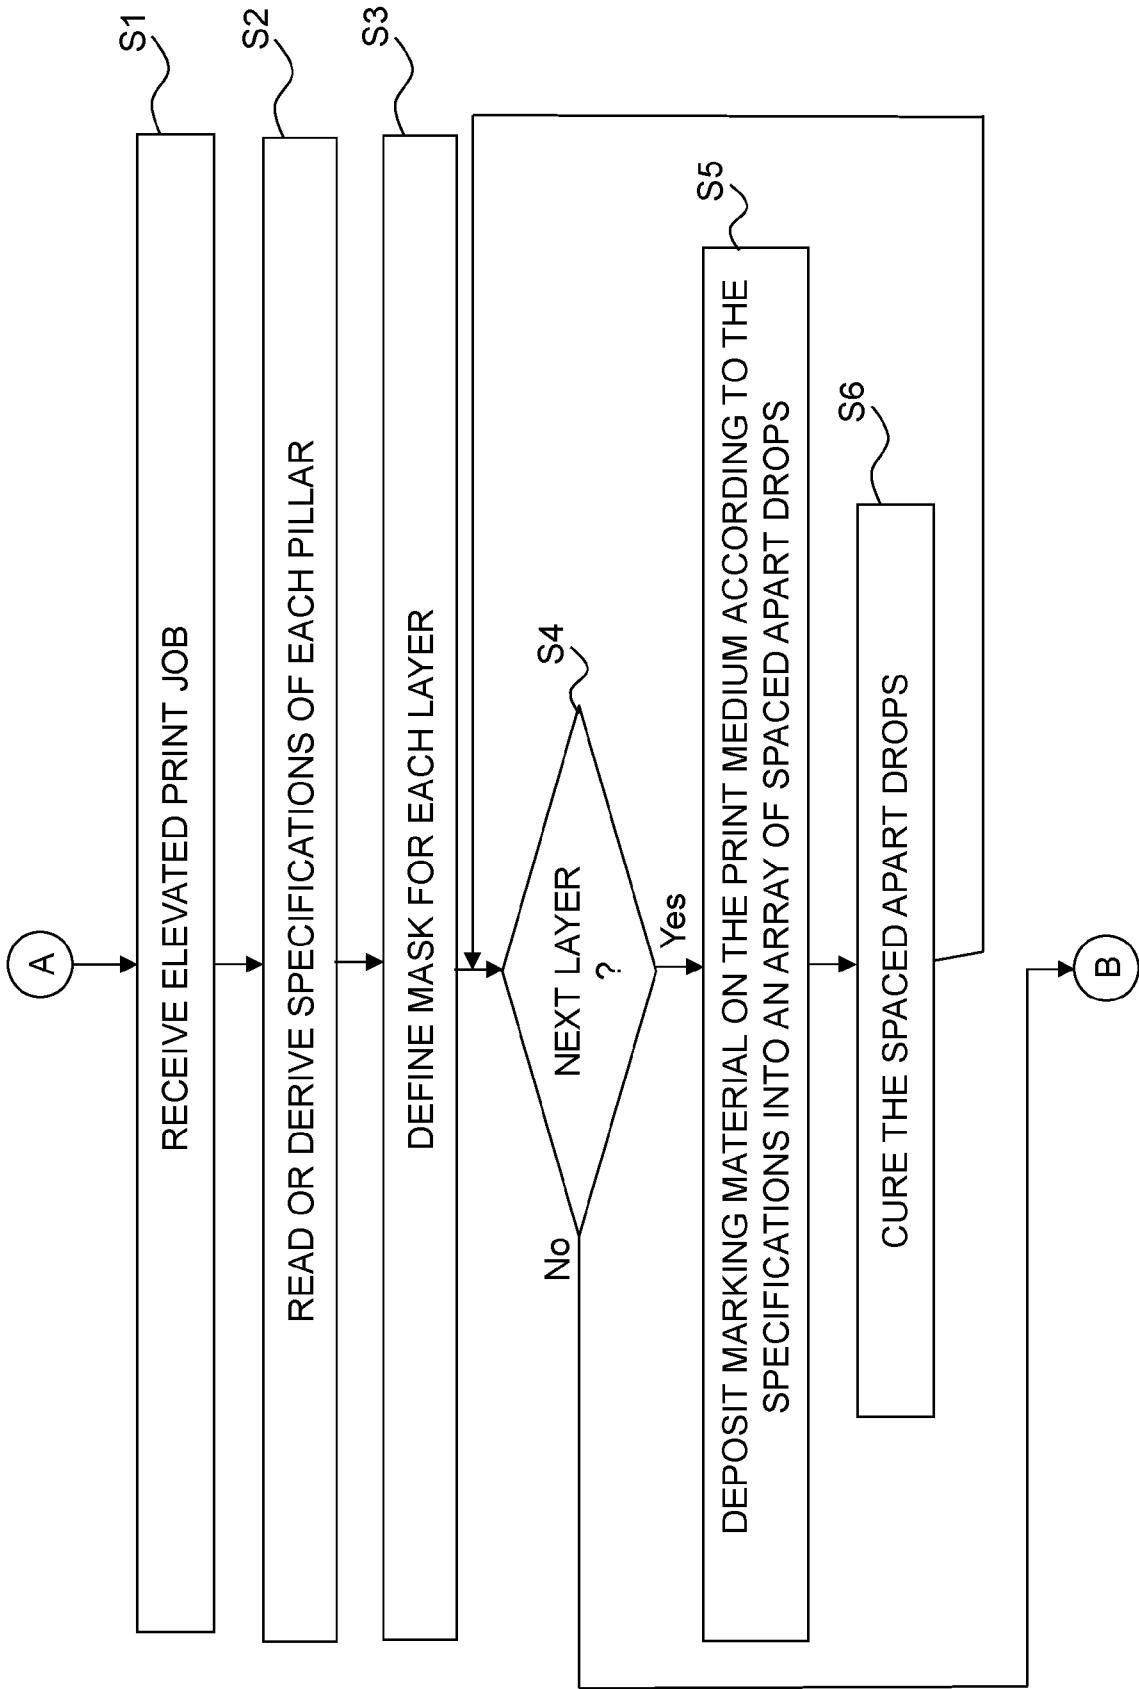 A
S1
RECEIVE ELEVATED PRINT JOB
S2
READ OR DERIVE SPECIFICATIONS OF EACH PILLAR
S3
DEFINE MASK FOR EACH LAYER
S4
NEXT LAYER
?
No
Yes
S5
DEPOSIT MARKING MATERIAL ON THE PRINT MEDIUM ACCORDING TO THE
SPECIFICATIONS INTO AN ARRAY OF SPACED APART DROPS
S6
CURE THE SPACED APART DROPS
B